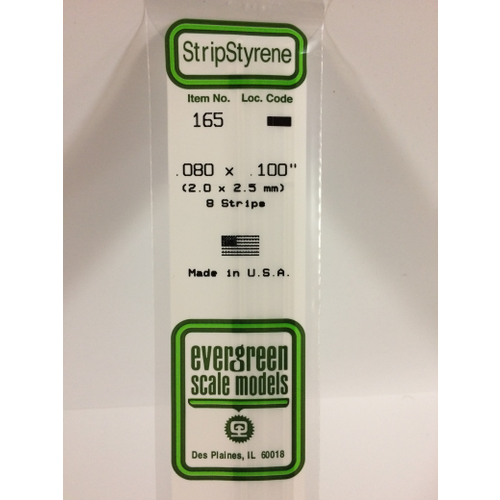 StripStyrene
Item No. Loc. Code
165
.080 x .100"
(2.0 x 2.5 mm)
8 Strips
Made in U.S.A.
evergreen
scale models
Des Plaines, IL 60018